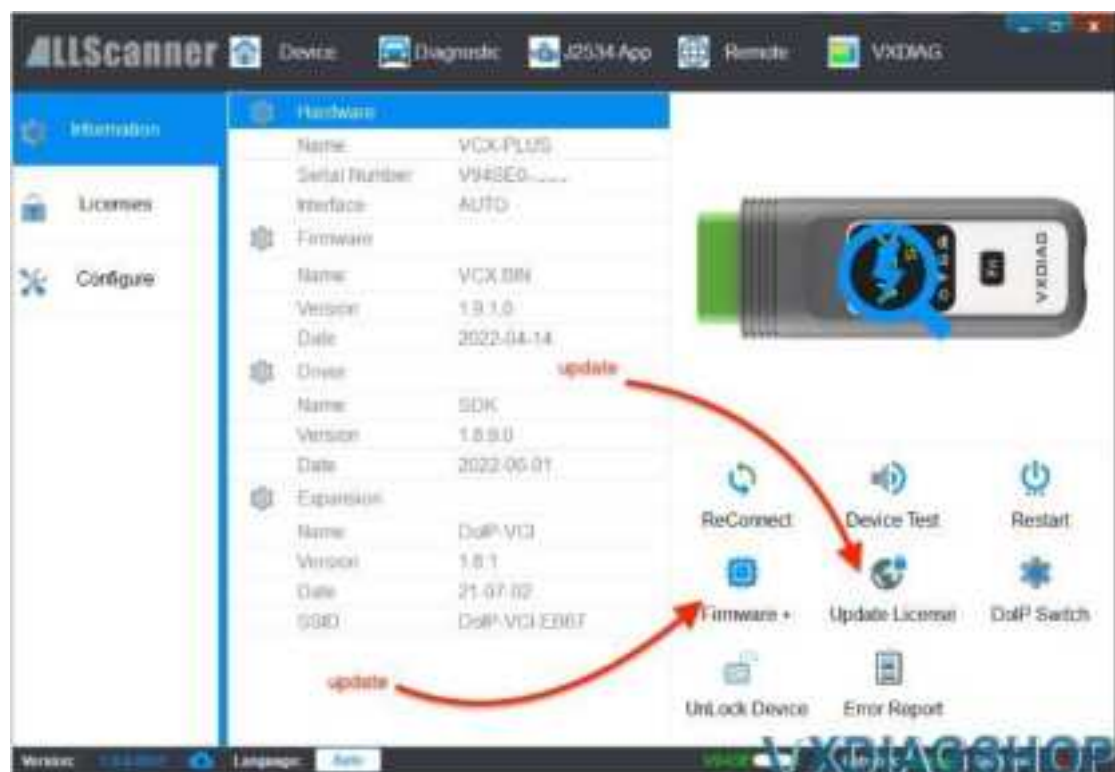 ALLScanner Device Diagnostic J2534 App Remote VXDIAG
Information
Licenses
Configure
Hardware
Name VCX-PLUS
Serial Number
Interface AUTO
Firmware
Name VCX.BIN
Version 1.9.1.0
Date 2022-04-14
Driver
Name SDK
Version 1.8.9.0
Date 2022-06-01
Expansion
Name DoIP-VCI
Version 1.8.1
Date 21-07-02
SSID
VXDIAG
update
update
ReConnect Device Test Restart
Firmware + Update License DoIP Switch
UnLock Device Error Report
Version: Language: Auto
VXDIAGSHOP